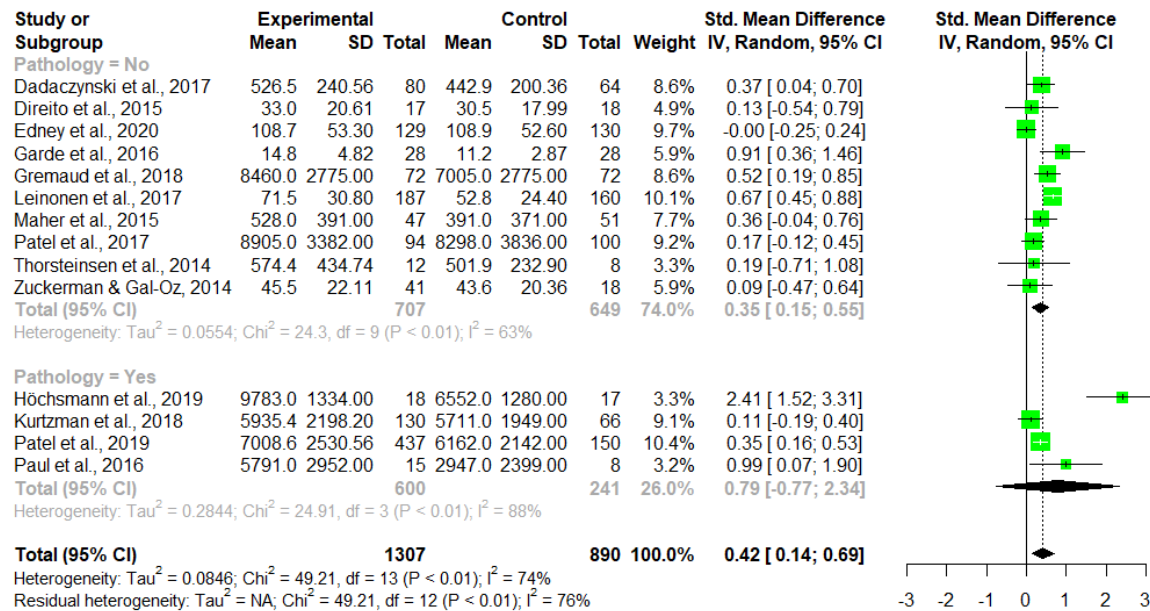 Study or Experimental Control Std. Mean Difference Std. Mean Difference
Subgroup Mean SD Total Mean SD Total Weight IV, Random, 95% CI IV, Random, 95% CI
Pathology = No
Dadaczynski et al., 2017 526.5 240.56 80 442.9 200.36 64 8.6% 0.37 [ 0.04; 0.70]
Direito et al., 2015 33.0 20.61 17 30.5 17.99 18 4.9% 0.13 [-0.54; 0.79]
Edney et al., 2020 108.7 53.30 129 108.9 52.60 130 9.7% -0.00 [-0.25; 0.24]
Garde et al., 2016 14.8 4.82 28 11.2 2.87 28 5.9% 0.91 [ 0.36; 1.46]
Gremaud et al., 2018 8460.0 2775.00 72 7005.0 2775.00 72 8.6% 0.52 [ 0.19; 0.85]
Leinonen et al., 2017 71.5 30.80 187 52.8 24.40 160 10.1% 0.67 [ 0.45; 0.88]
Maher et al., 2015 528.0 391.00 47 391.0 371.00 51 7.7% 0.36 [-0.04; 0.76]
Patel et al., 2017 8905.0 3382.00 94 8298.0 3836.00 100 9.2% 0.17 [-0.12; 0.45]
Thorsteinsen et al., 2014 574.4 434.74 12 501.9 232.90 8 3.3% 0.19 [-0.71; 1.08]
Zuckerman & Gal-Oz, 2014 45.5 22.11 41 43.6 20.36 18 5.9% 0.09 [-0.47; 0.64]
Total (95% CI) 707 649 74.0% 0.35 [ 0.15; 0.55]
Heterogeneity: Tau² = 0.0554; Chi² = 24.3, df = 9 (P < 0.01); I² = 63%
Pathology = Yes
Höchsmann et al., 2019 9783.0 1334.00 18 6552.0 1280.00 17 3.3% 2.41 [ 1.52; 3.31]
Kurtzman et al., 2018 5935.4 2198.20 130 5711.0 1949.00 66 9.1% 0.11 [-0.19; 0.40]
Patel et al., 2019 7008.6 2530.56 437 6162.0 2142.00 150 10.4% 0.35 [ 0.16; 0.53]
Paul et al., 2016 5791.0 2952.00 15 2947.0 2399.00 8 3.2% 0.99 [ 0.07; 1.90]
Total (95% CI) 600 241 26.0% 0.79 [-0.77; 2.34]
Heterogeneity: Tau² = 0.2844; Chi² = 24.91, df = 3 (P < 0.01); I² = 88%
Total (95% CI) 1307 890 100.0% 0.42 [ 0.14; 0.69]
Heterogeneity: Tau² = 0.0846; Chi² = 49.21, df = 13 (P < 0.01); I² = 74%
Residual heterogeneity: Tau² = NA; Chi² = 49.21, df = 12 (P < 0.01); I² = 76%
-3 -2 -1 0 1 2 3